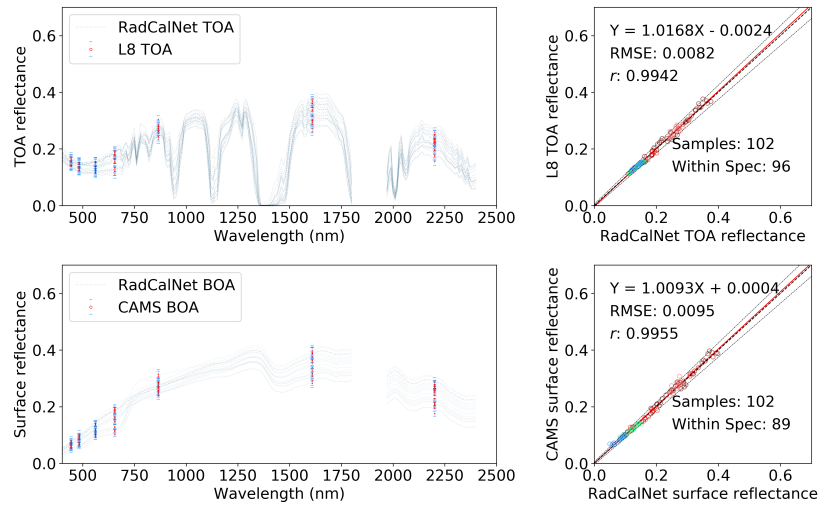 RadCalNet TOA
L8 TOA
TOA reflectance
0.6
0.4
0.2
0.0
500 750 1000 1250 1500 1750 2000 2250 2500
Wavelength (nm)
Y = 1.0168X - 0.0024
RMSE: 0.0082
r: 0.9942
Samples: 102
Within Spec: 96
L8 TOA reflectance
0.6
0.4
0.2
0.0
0.0 0.2 0.4 0.6
RadCalNet TOA reflectance
RadCalNet BOA
CAMS BOA
Surface reflectance
0.6
0.4
0.2
0.0
500 750 1000 1250 1500 1750 2000 2250 2500
Wavelength (nm)
Y = 1.0093X + 0.0004
RMSE: 0.0095
r: 0.9955
Samples: 102
Within Spec: 89
CAMS surface reflectance
0.6
0.4
0.2
0.0
0.0 0.2 0.4 0.6
RadCalNet surface reflectance